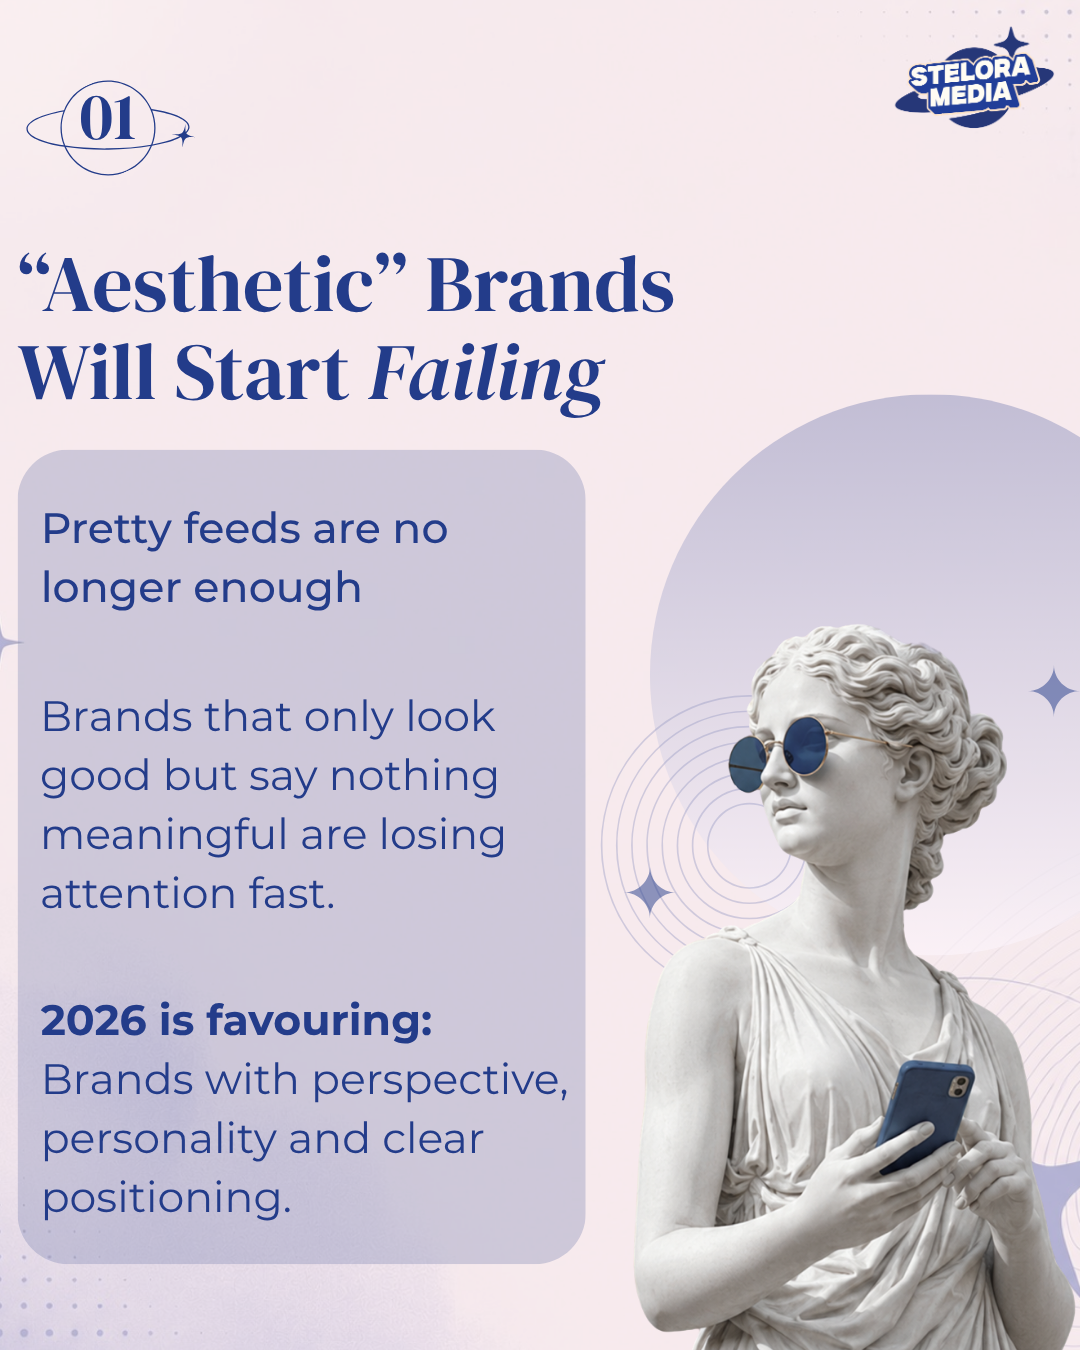 01
STELORA
MEDIA
“Aesthetic” Brands
Will Start Failing
Pretty feeds are no
longer enough
Brands that only look
good but say nothing
meaningful are losing
attention fast.
2026 is favouring:
Brands with perspective,
personality and clear
positioning.